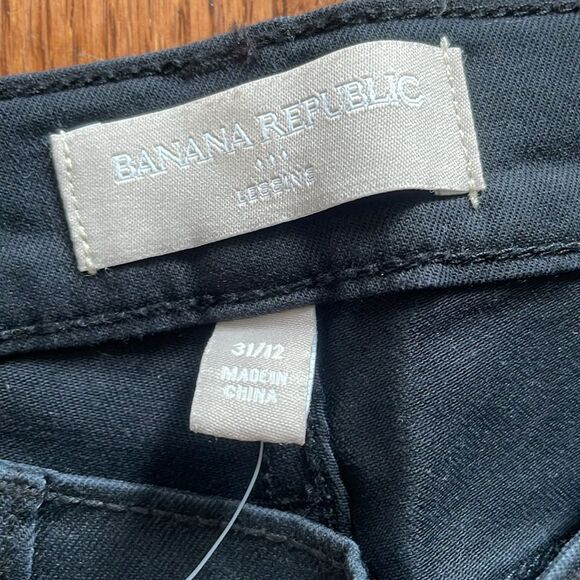 BANANA REPUBLIC
LEGGING
31/12
MADE IN
CHINA